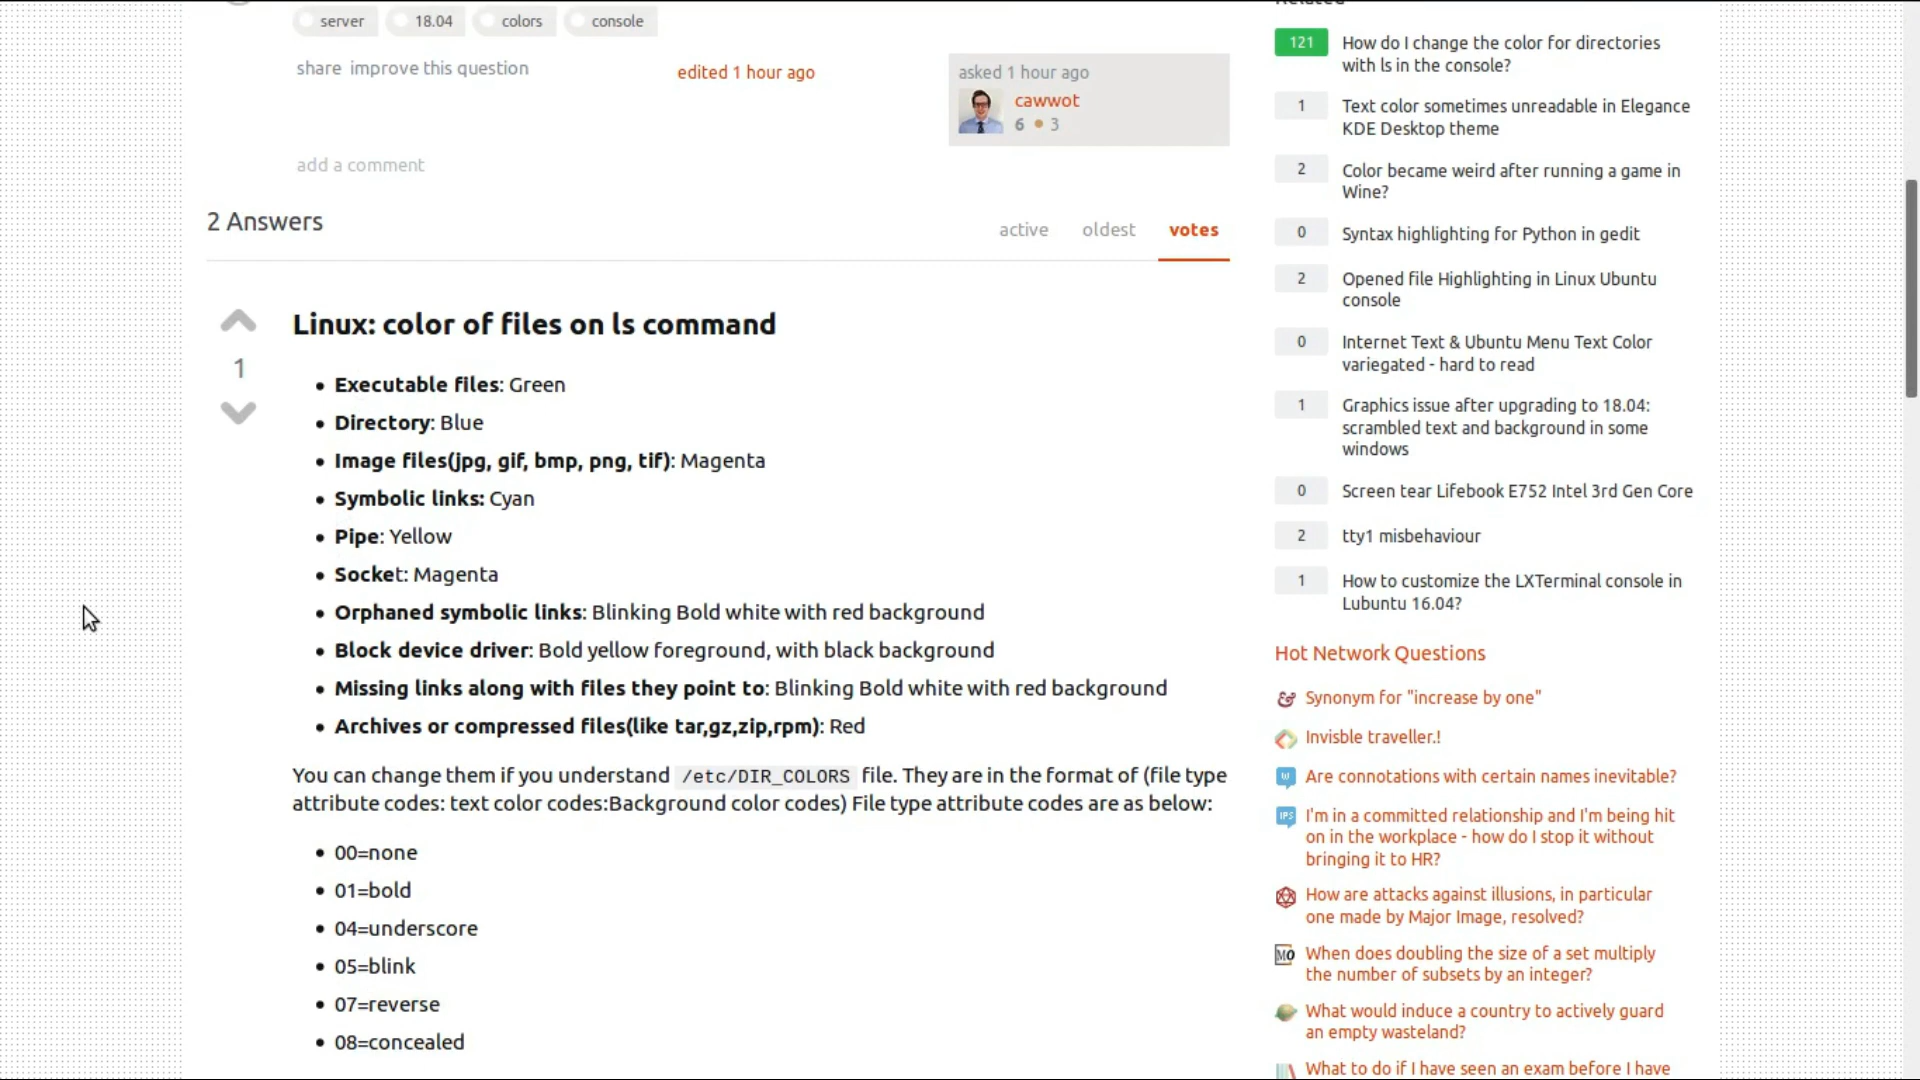 server 18.04 colors console
share improve this question
edited 1 hour ago
asked 1 hour ago
cawwot
6 3
add a comment
2 Answers
active oldest votes
1
Linux: color of files on ls command
Executable files: Green
Directory: Blue
Image files(jpg, gif, bmp, png, tif): Magenta
Symbolic links: Cyan
Pipe: Yellow
Socket: Magenta
Orphaned symbolic links: Blinking Bold white with red background
Block device driver: Bold yellow foreground, with black background
Missing links along with files they point to: Blinking Bold white with red background
Archives or compressed files(like tar,gz,zip,rpm): Red
You can change them if you understand /etc/DIR_COLORS file. They are in the format of (file type
attribute codes: text color codes:Background color codes) File type attribute codes are as below:
00=none
01=bold
04=underscore
05=blink
07=reverse
08=concealed
Related
121 How do I change the color for directories
with ls in the console?
1 Text color sometimes unreadable in Elegance
KDE Desktop theme
2 Color became weird after running a game in
Wine?
0 Syntax highlighting for Python in gedit
2 Opened file Highlighting in Linux Ubuntu
console
0 Internet Text & Ubuntu Menu Text Color
variegated - hard to read
1 Graphics issue after upgrading to 18.04:
scrambled text and background in some
windows
0 Screen tear Lifebook E752 Intel 3rd Gen Core
2 tty1 misbehaviour
1 How to customize the LXTerminal console in
Lubuntu 16.04?
Hot Network Questions
Synonym for "increase by one"
Invisble traveller.!
W Are connotations with certain names inevitable?
IPS I'm in a committed relationship and I'm being hit
on in the workplace - how do I stop it without
bringing it to HR?
How are attacks against illusions, in particular
one made by Major Image, resolved?
MO When does doubling the size of a set multiply
the number of subsets by an integer?
What would induce a country to actively guard
an empty wasteland?
What to do if I have seen an exam before I have